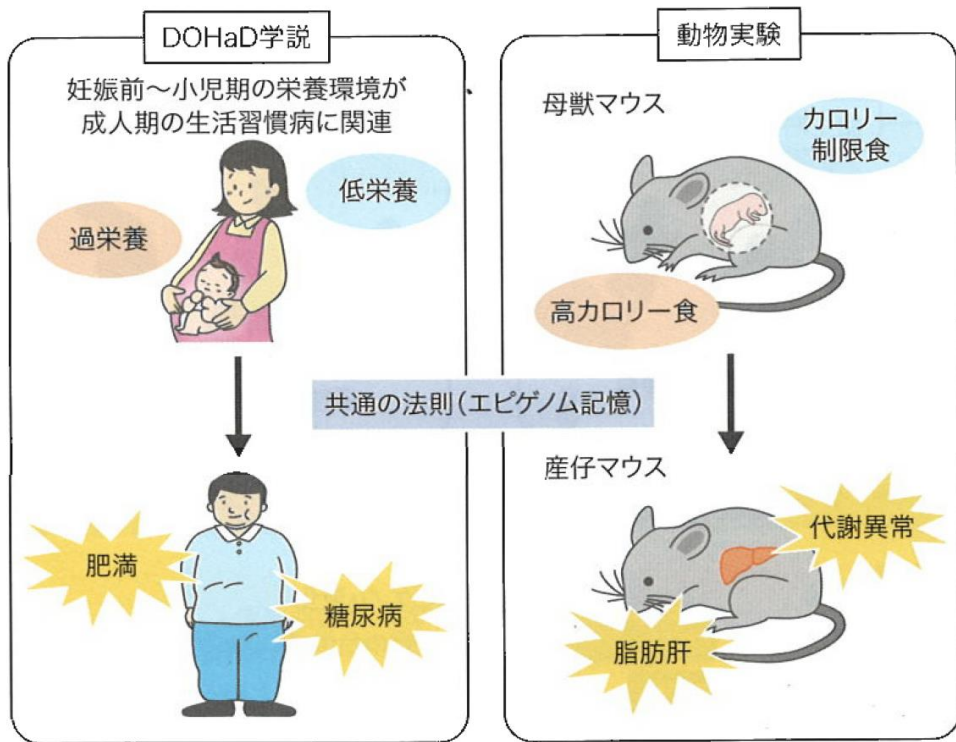 DOHaD学説
妊娠前～小児期の栄養環境が
成人期の生活習慣病に関連
低栄養
過栄養
共通の法則(エピゲノム記憶)
肥満
糖尿病
動物実験
母獣マウス
カロリー
制限食
高カロリー食
産仔マウス
代謝異常
脂肪肝